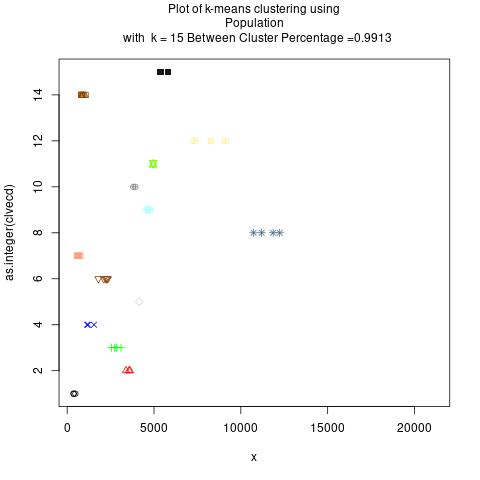 Plot of k-means clustering using
Population
with  k = 15 Between Cluster Percentage =0.9913
as.integer(clvecd)
14
12
10
8
6
4
2
0 5000 10000 15000 20000
x